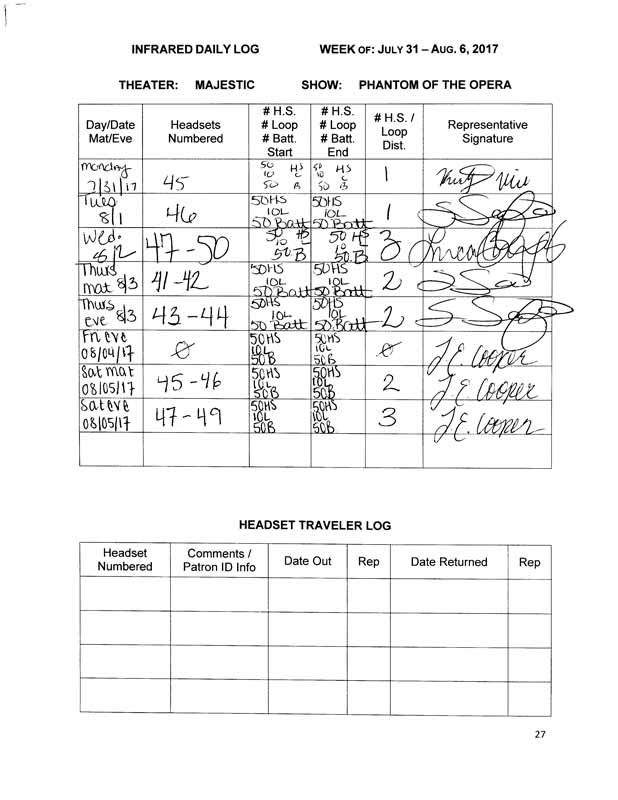 INFRARED DAILY LOG WEEK OF: JULY 31 – AUG. 6, 2017
THEATER: MAJESTIC SHOW: PHANTOM OF THE OPERA
Day/Date
Mat/Eve
Headsets
Numbered
# H.S.
# Loop
# Batt.
Start
# H.S.
# Loop
# Batt.
End
# H.S. /
Loop
Dist.
Representative
Signature
Monday
7/31/17
45
50 HS
10 L
50 B
50 HS
10 L
50 B
1
Tues
8/1
46
50HS
10L
50 Batt
50HS
10L
50 Batt
1
Wed.
8/2
47-50
50 HS
10
50.B
50 HS
10
50.B
3
Thurs
mat 8/3
41-42
50HS
10L
50 Batt
50HS
10L
50 Batt
2
Thurs
eve 8/3
43-44
50HS
10L
50 Batt
50HS
10L
50 Batt
2
Fri eve
08/04/17
0
50HS
10L
50B
50HS
10L
50B
0
J.E. Cooper
Sat mat
08/05/17
45-46
50HS
10L
50B
50HS
10L
50B
2
J.E. Cooper
Sat eve
08/05/17
47-49
50HS
10L
50B
50HS
10L
50B
3
J.E. Cooper
HEADSET TRAVELER LOG
Headset
Numbered
Comments /
Patron ID Info
Date Out
Rep
Date Returned
Rep
27